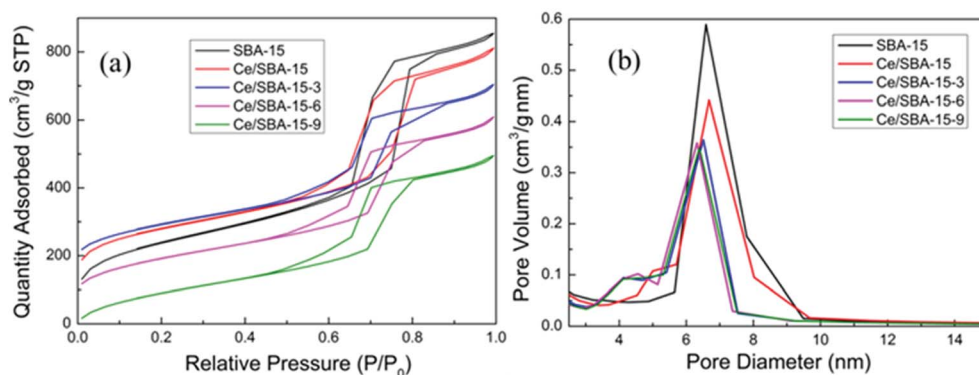 (a)
SBA-15
Ce/SBA-15
Ce/SBA-15-3
Ce/SBA-15-6
Ce/SBA-15-9
Quantity Adsorbed (cm³/g STP)
800
600
400
200
0
0.0 0.2 0.4 0.6 0.8 1.0
Relative Pressure (P/P₀)
(b)
SBA-15
Ce/SBA-15
Ce/SBA-15-3
Ce/SBA-15-6
Ce/SBA-15-9
Pore Volume (cm³/gnm)
0.6
0.5
0.4
0.3
0.2
0.1
0.0
4 6 8 10 12 14
Pore Diameter (nm)